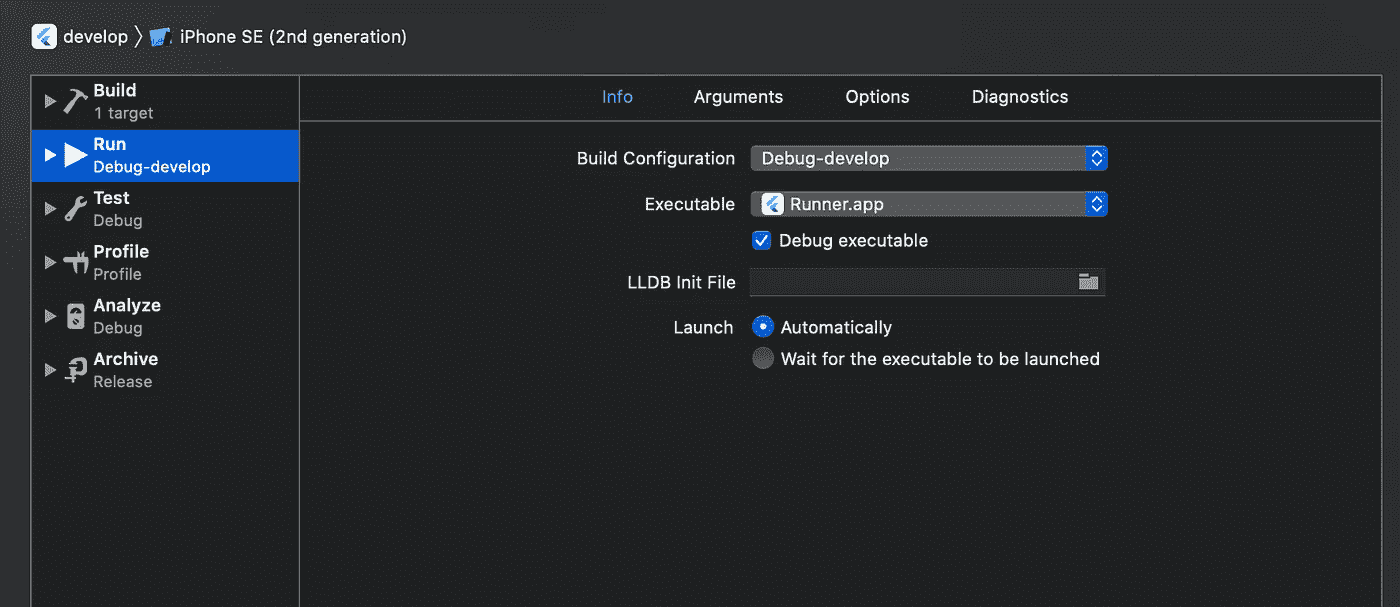 develop 〉 iPhone SE (2nd generation)
Build
1 target
Run
Debug-develop
Test
Debug
Profile
Profile
Analyze
Debug
Archive
Release
Info Arguments Options Diagnostics
Build Configuration Debug-develop
Executable Runner.app
Debug executable
LLDB Init File
Launch Automatically
Wait for the executable to be launched